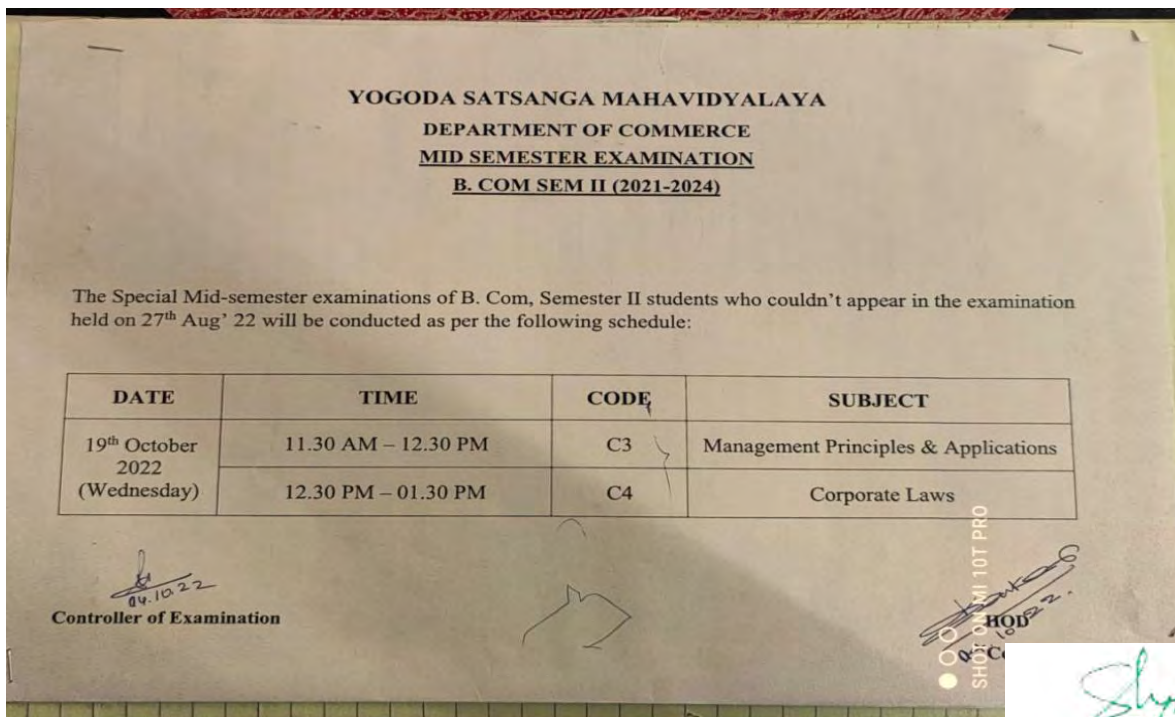 YOGODA SATSANGA MAHAVIDYALAYA
DEPARTMENT OF COMMERCE
MID SEMESTER EXAMINATION
B. COM SEM II (2021-2024)
The Special Mid-semester examinations of B. Com, Semester II students who couldn't appear in the examination
held on 27th Aug' 22 will be conducted as per the following schedule:
DATE TIME CODE SUBJECT
19th October 2022 (Wednesday) 11.30 AM – 12.30 PM C3 Management Principles & Applications
12.30 PM – 01.30 PM C4 Corporate Laws
04.10.22
Controller of Examination
HOD
SHOT ON MI 10T PRO